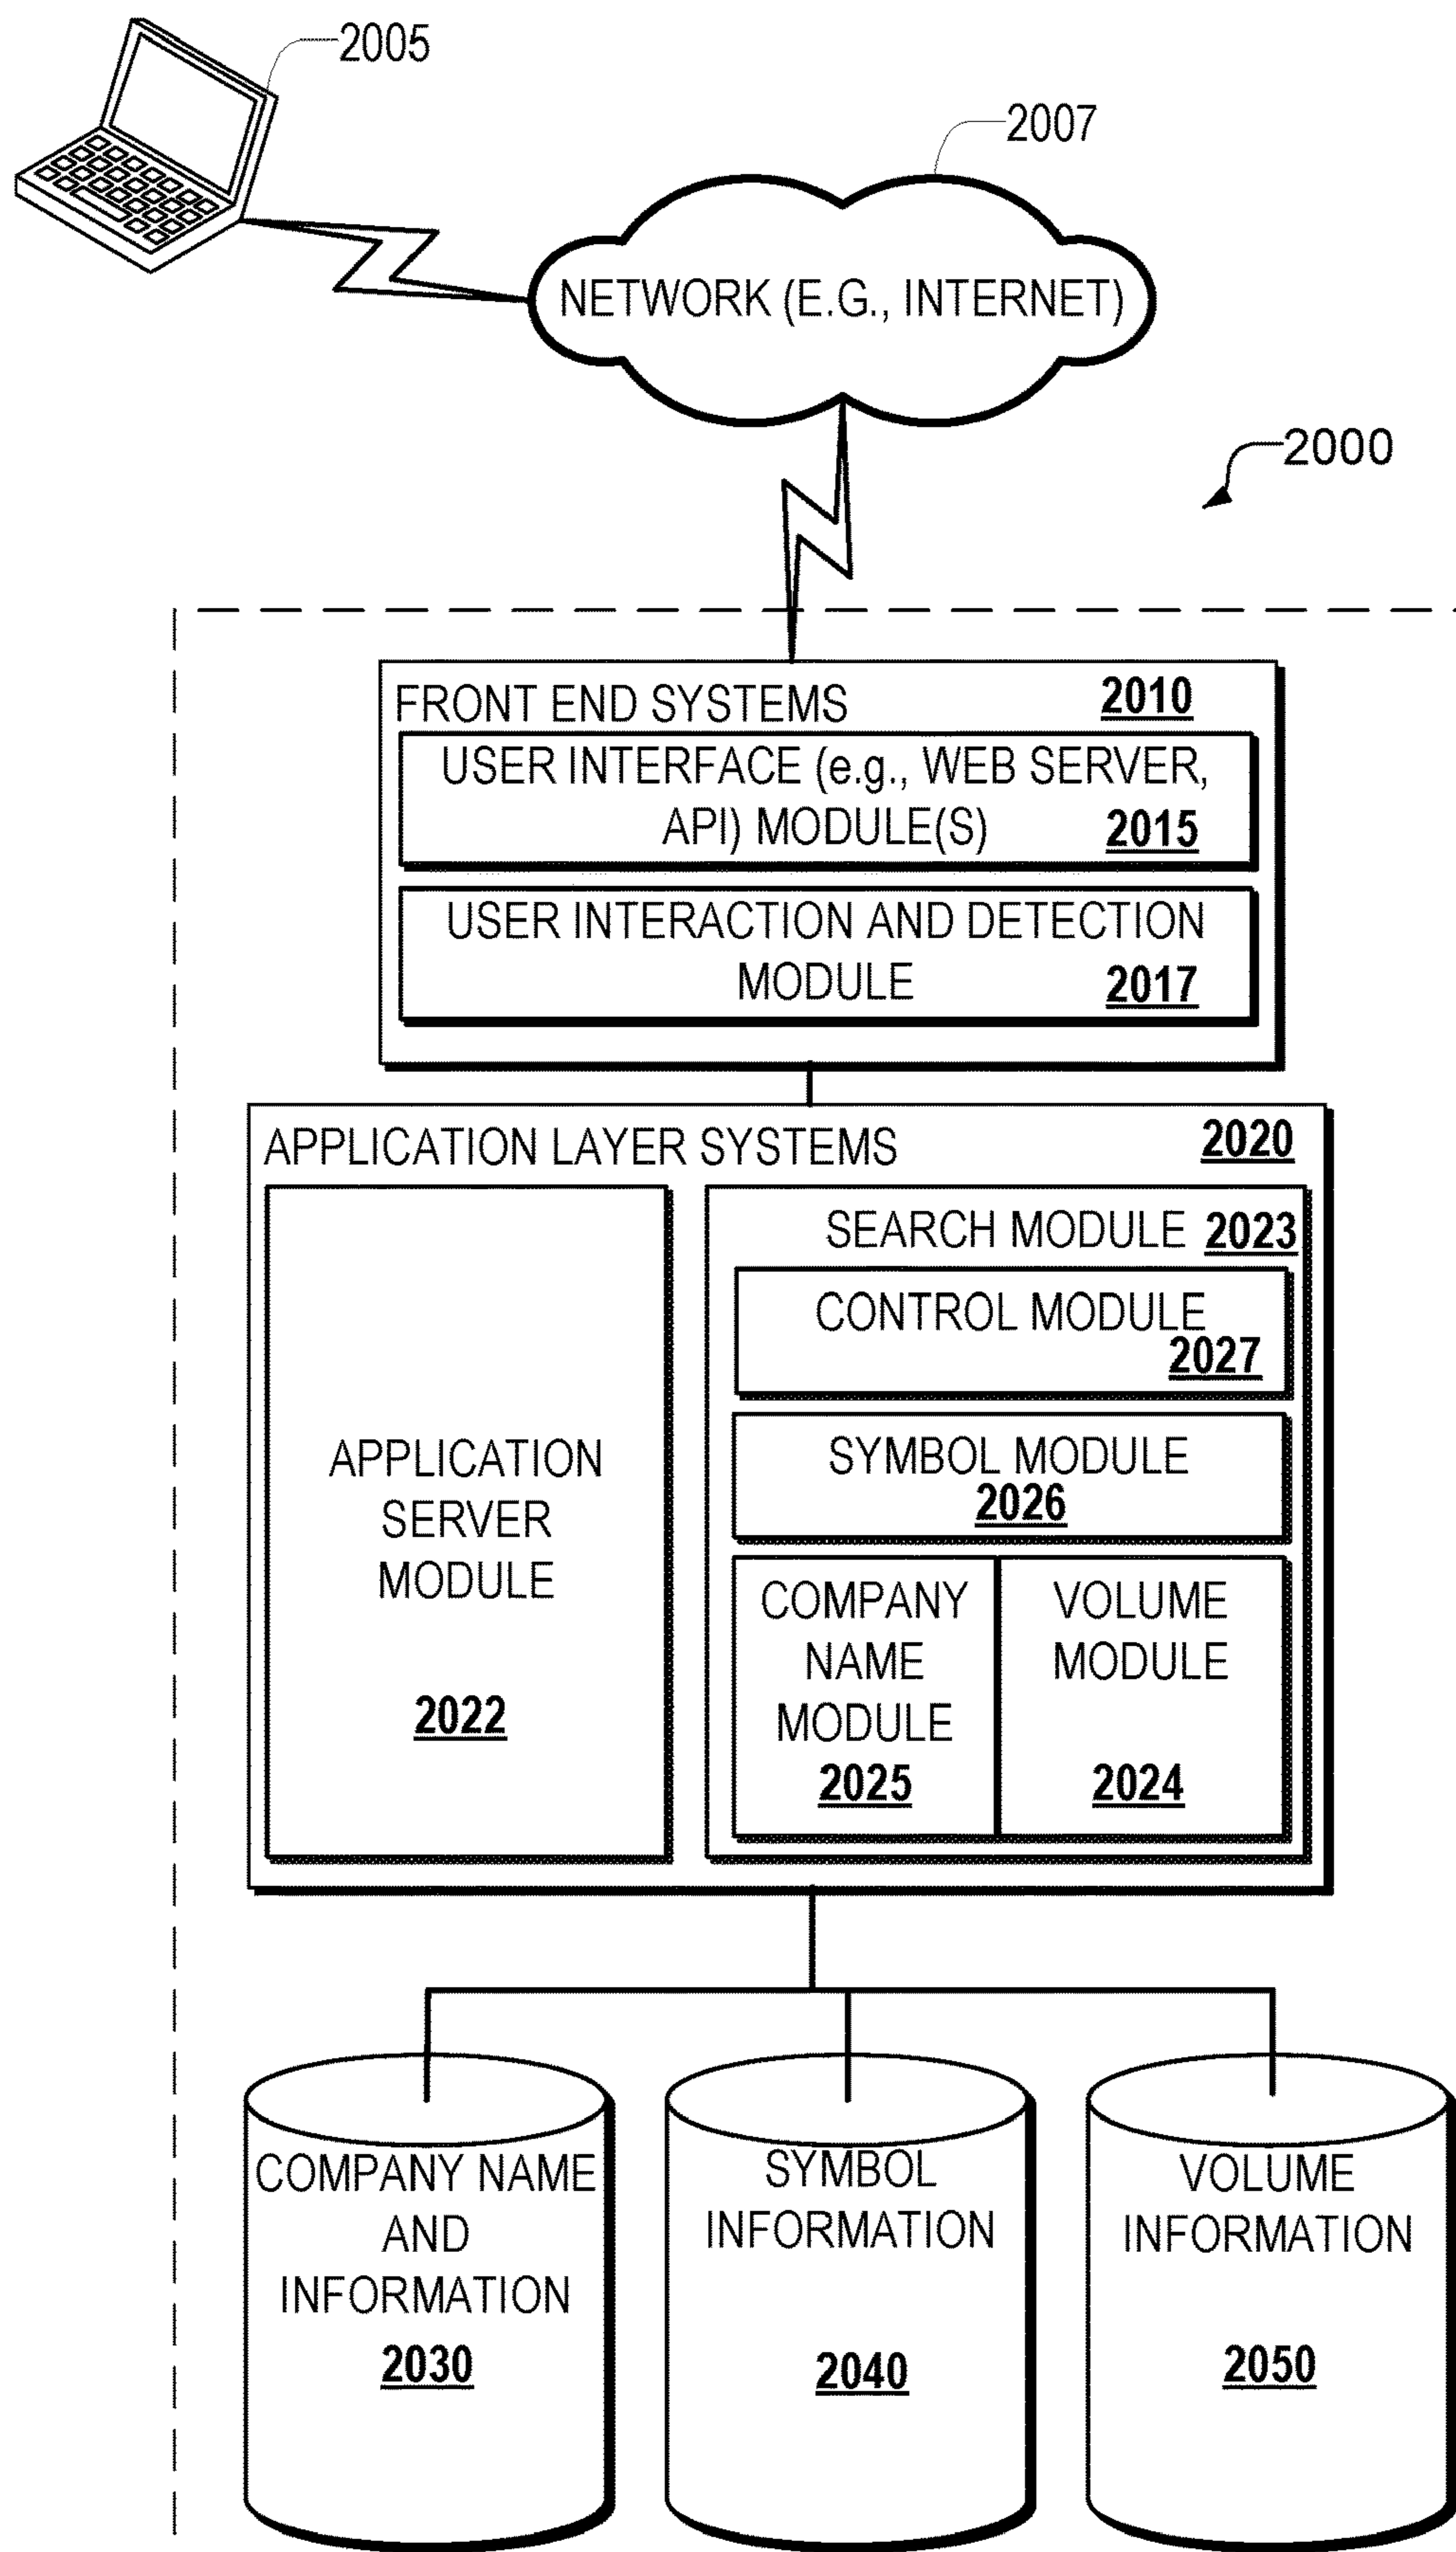 2005
2007
NETWORK (E.G., INTERNET)
2000
FRONT END SYSTEMS 2010
USER INTERFACE (e.g., WEB SERVER,
API) MODULE(S) 2015
USER INTERACTION AND DETECTION
MODULE 2017
APPLICATION LAYER SYSTEMS 2020
APPLICATION
SERVER
MODULE
2022
SEARCH MODULE 2023
CONTROL MODULE
2027
SYMBOL MODULE
2026
COMPANY
NAME
MODULE
2025
VOLUME
MODULE
2024
COMPANY NAME
AND
INFORMATION
2030
SYMBOL
INFORMATION
2040
VOLUME
INFORMATION
2050